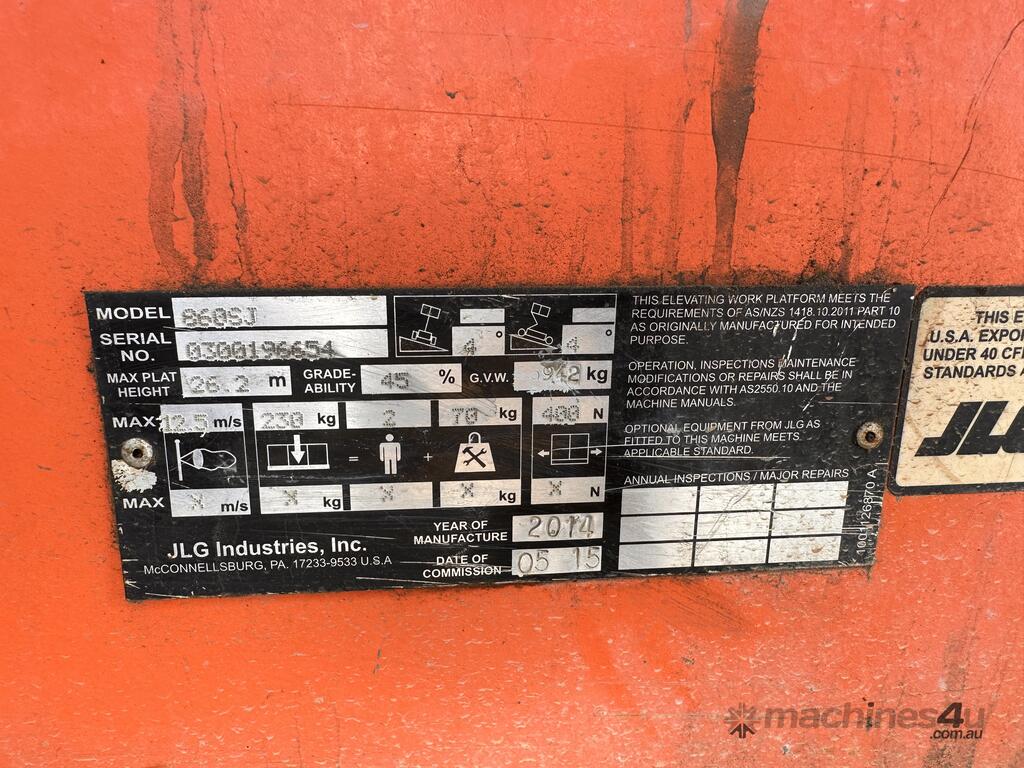 MODEL 860SJ
SERIAL NO. 0300196654
MAX PLAT HEIGHT 26.2 m
GRADE-ABILITY 45 %
4° 4°
G.V.W. kg
MAX 12.5 m/s 230 kg 2 70 kg 400 N
= +
MAX X m/s X kg X X kg X N
YEAR OF MANUFACTURE 2014
DATE OF COMMISSION 05 15
JLG Industries, Inc.
McCONNELLSBURG, PA. 17233-9533 U.S.A
THIS ELEVATING WORK PLATFORM MEETS THE
REQUIREMENTS OF AS/NZS 1418.10.2011 PART 10
AS ORIGINALLY MANUFACTURED FOR INTENDED
PURPOSE.
OPERATION, INSPECTIONS MAINTENANCE
MODIFICATIONS OR REPAIRS SHALL BE IN
ACCORDANCE WITH AS2550.10 AND THE
MACHINE MANUALS.
OPTIONAL EQUIPMENT FROM JLG AS
FITTED TO THIS MACHINE MEETS
APPLICABLE STANDARD.
ANNUAL INSPECTIONS / MAJOR REPAIRS
1001126870 A
THIS E
U.S.A. EXPOR
UNDER 40 CF
STANDARDS A
JLG
machines4u
.com.au